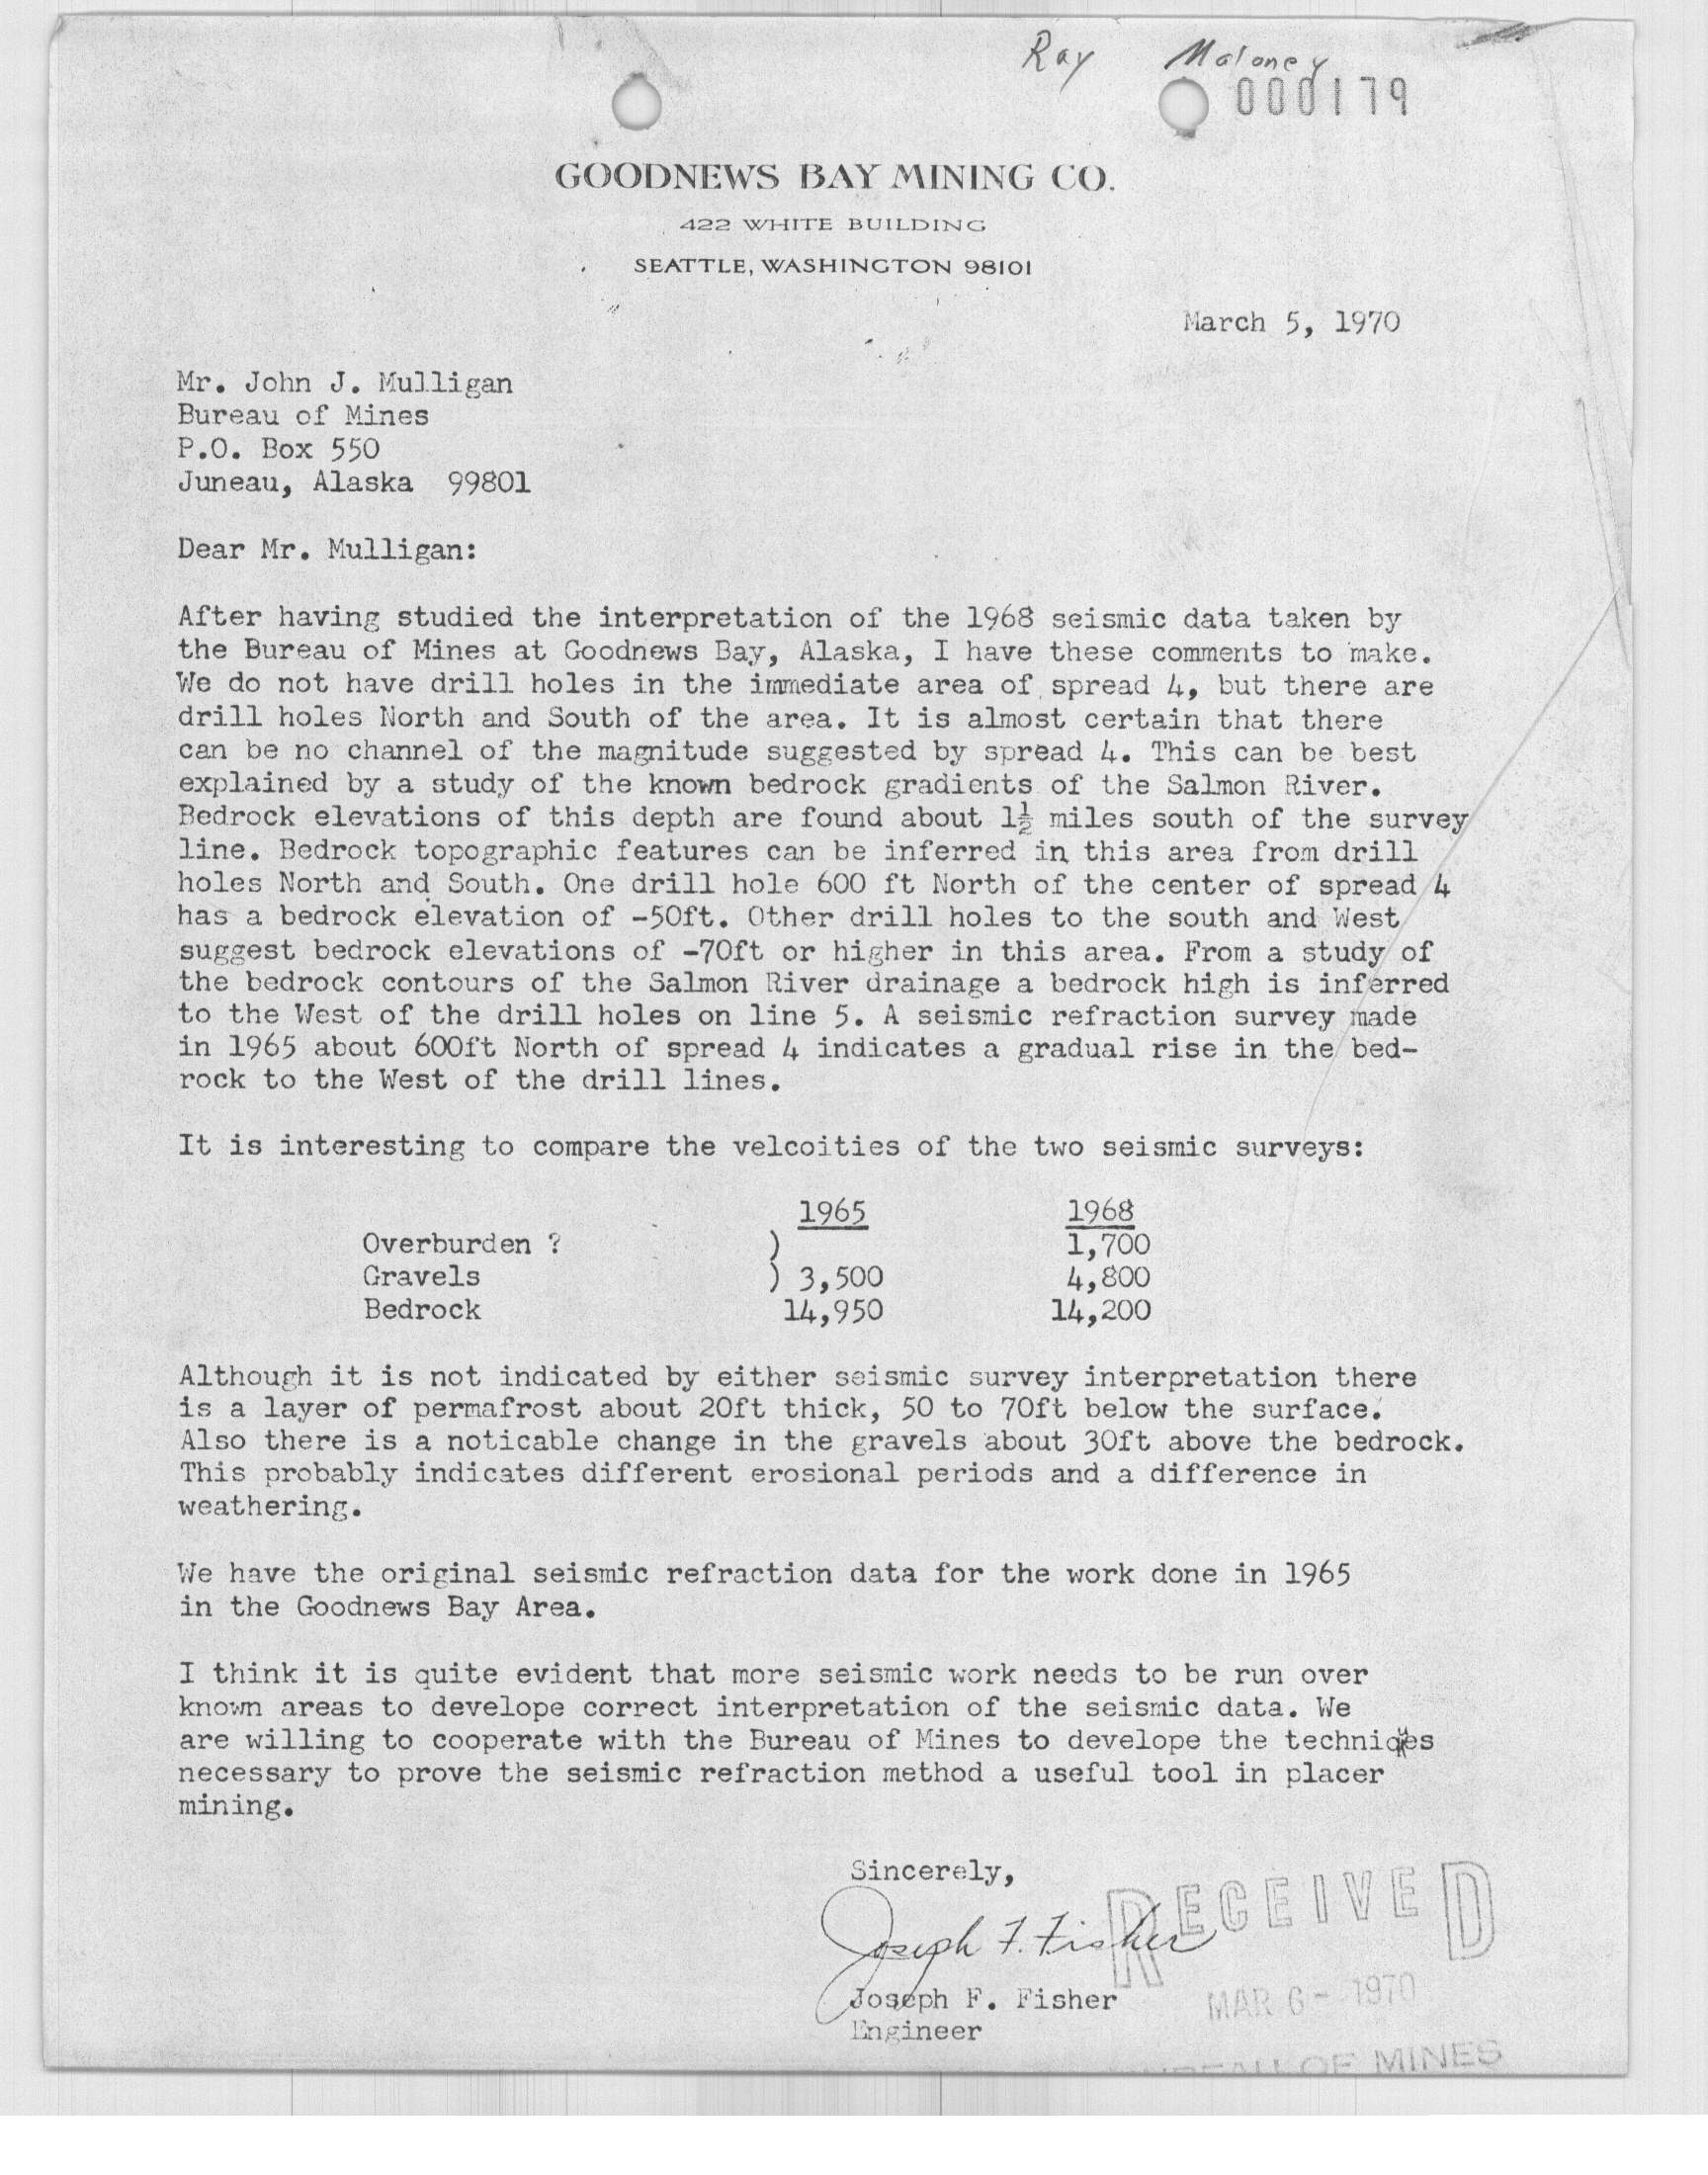 Ray Maloney
000179
GOODNEWS BAY MINING CO.
422 WHITE BUILDING
SEATTLE, WASHINGTON 98101
March 5, 1970
Mr. John J. Mulligan
Bureau of Mines
P.O. Box 550
Juneau, Alaska 99801
Dear Mr. Mulligan:
After having studied the interpretation of the 1968 seismic data taken by
the Bureau of Mines at Goodnews Bay, Alaska, I have these comments to make.
We do not have drill holes in the immediate area of spread 4, but there are
drill holes North and South of the area. It is almost certain that there
can be no channel of the magnitude suggested by spread 4. This can be best
explained by a study of the known bedrock gradients of the Salmon River.
Bedrock elevations of this depth are found about 1½ miles south of the survey
line. Bedrock topographic features can be inferred in this area from drill
holes North and South. One drill hole 600 ft North of the center of spread 4
has a bedrock elevation of -50ft. Other drill holes to the south and West
suggest bedrock elevations of -70ft or higher in this area. From a study of
the bedrock contours of the Salmon River drainage a bedrock high is inferred
to the West of the drill holes on line 5. A seismic refraction survey made
in 1965 about 600ft North of spread 4 indicates a gradual rise in the bed-
rock to the West of the drill lines.
It is interesting to compare the velcoities of the two seismic surveys:
1965 1968
Overburden ? ) 1,700
Gravels ) 3,500 4,800
Bedrock 14,950 14,200
Although it is not indicated by either seismic survey interpretation there
is a layer of permafrost about 20ft thick, 50 to 70ft below the surface.
Also there is a noticable change in the gravels about 30ft above the bedrock.
This probably indicates different erosional periods and a difference in
weathering.
We have the original seismic refraction data for the work done in 1965
in the Goodnews Bay Area.
I think it is quite evident that more seismic work needs to be run over
known areas to develope correct interpretation of the seismic data. We
are willing to cooperate with the Bureau of Mines to develope the techniqes
necessary to prove the seismic refraction method a useful tool in placer
mining.
Sincerely,
Joseph F. Fisher
Joseph F. Fisher
Engineer
RECEIVED
MAR 6 - 1970
BUREAU OF MINES